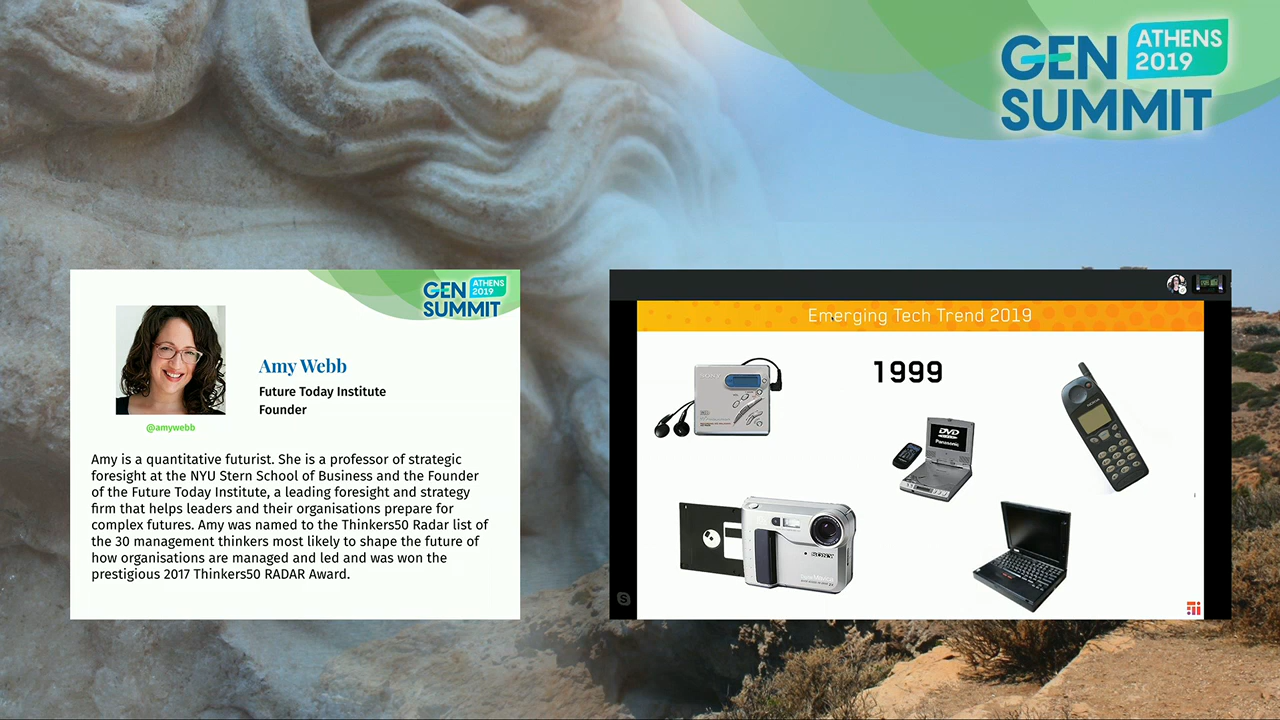 GEN ATHENS 2019
SUMMIT
GEN ATHENS 2019
SUMMIT
Amy Webb
Future Today Institute
Founder
@amywebb
Amy is a quantitative futurist. She is a professor of strategic
foresight at the NYU Stern School of Business and the Founder
of the Future Today Institute, a leading foresight and strategy
firm that helps leaders and their organisations prepare for
complex futures. Amy was named to the Thinkers50 Radar list of
the 30 management thinkers most likely to shape the future of
how organisations are managed and led and was won the
prestigious 2017 Thinkers50 RADAR Award.
Emerging Tech Trend 2019
1999
SONY
DVD
Panasonic
NOKIA
SONY